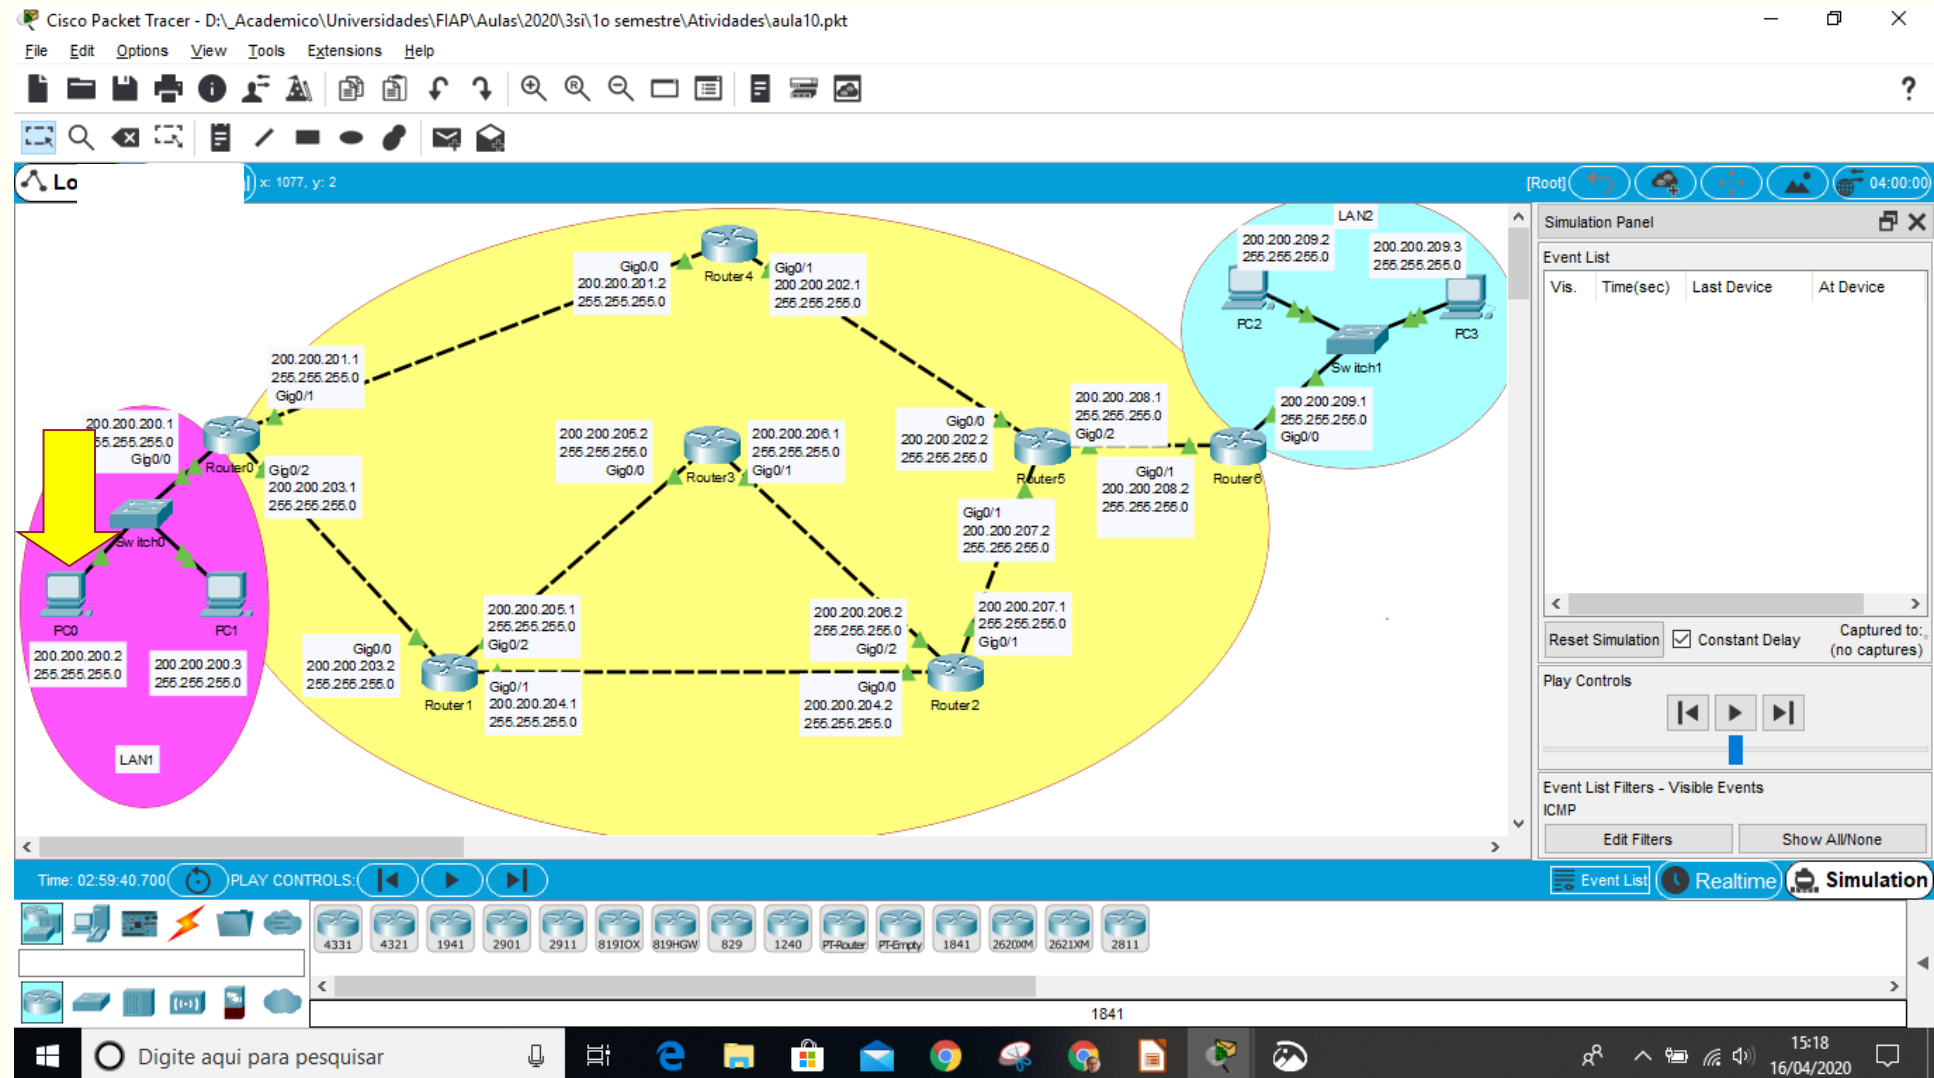 Cisco Packet Tracer - D:\_Academico\Universidades\FIAP\Aulas\2020\3si\1o semestre\Atividades\aula10.pkt
File Edit Options View Tools Extensions Help
Lo
x: 1077, y: 2
[Root]
04:00:00
Gig0/0
200.200.201.2
255.255.255.0
Router4
Gig0/1
200.200.202.1
255.255.255.0
LAN2
200.200.209.2
255.255.255.0
200.200.209.3
255.255.255.0
PC2
PC3
Switch1
200.200.201.1
255.255.255.0
Gig0/1
200.200.200.1
55.255.255.0
Gig0/0
Router0
Gig0/2
200.200.203.1
255.255.255.0
200.200.205.2
255.255.255.0
Gig0/0
Router3
200.200.206.1
255.255.255.0
Gig0/1
Gig0/0
200.200.202.2
255.255.255.0
Router5
200.200.208.1
255.255.255.0
Gig0/2
Gig0/1
200.200.208.2
255.255.255.0
Router6
200.200.209.1
255.255.255.0
Gig0/0
Gig0/1
200.200.207.2
255.255.255.0
Switch0
PC0
PC1
200.200.200.2
255.255.255.0
200.200.200.3
255.255.255.0
LAN1
Gig0/0
200.200.203.2
255.255.255.0
200.200.205.1
255.255.255.0
Gig0/2
Router1
Gig0/1
200.200.204.1
255.255.255.0
200.200.206.2
255.255.255.0
Gig0/2
200.200.207.1
255.255.255.0
Gig0/1
Gig0/0
200.200.204.2
255.255.255.0
Router2
Simulation Panel
Event List
Vis. Time(sec) Last Device At Device
Reset Simulation Constant Delay
Captured to:
(no captures)
Play Controls
Event List Filters - Visible Events
ICMP
Edit Filters Show All/None
Time: 02:59:40.700 PLAY CONTROLS:
Event List Realtime Simulation
4331 4321 1941 2901 2911 819IOX 819HGW 829 1240 PT-Router PT-Empty 1841 2620XM 2621XM 2811
1841
Digite aqui para pesquisar
15:18
16/04/2020